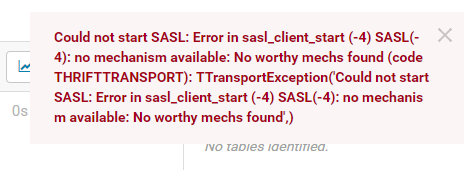 Could not start SASL: Error in sasl_client_start (-4) SASL(-
4): no mechanism available: No worthy mechs found (code
THRIFTTRANSPORT): TTransportException('Could not start
SASL: Error in sasl_client_start (-4) SASL(-4): no mechanis
m available: No worthy mechs found',)
0s
No tables identified.